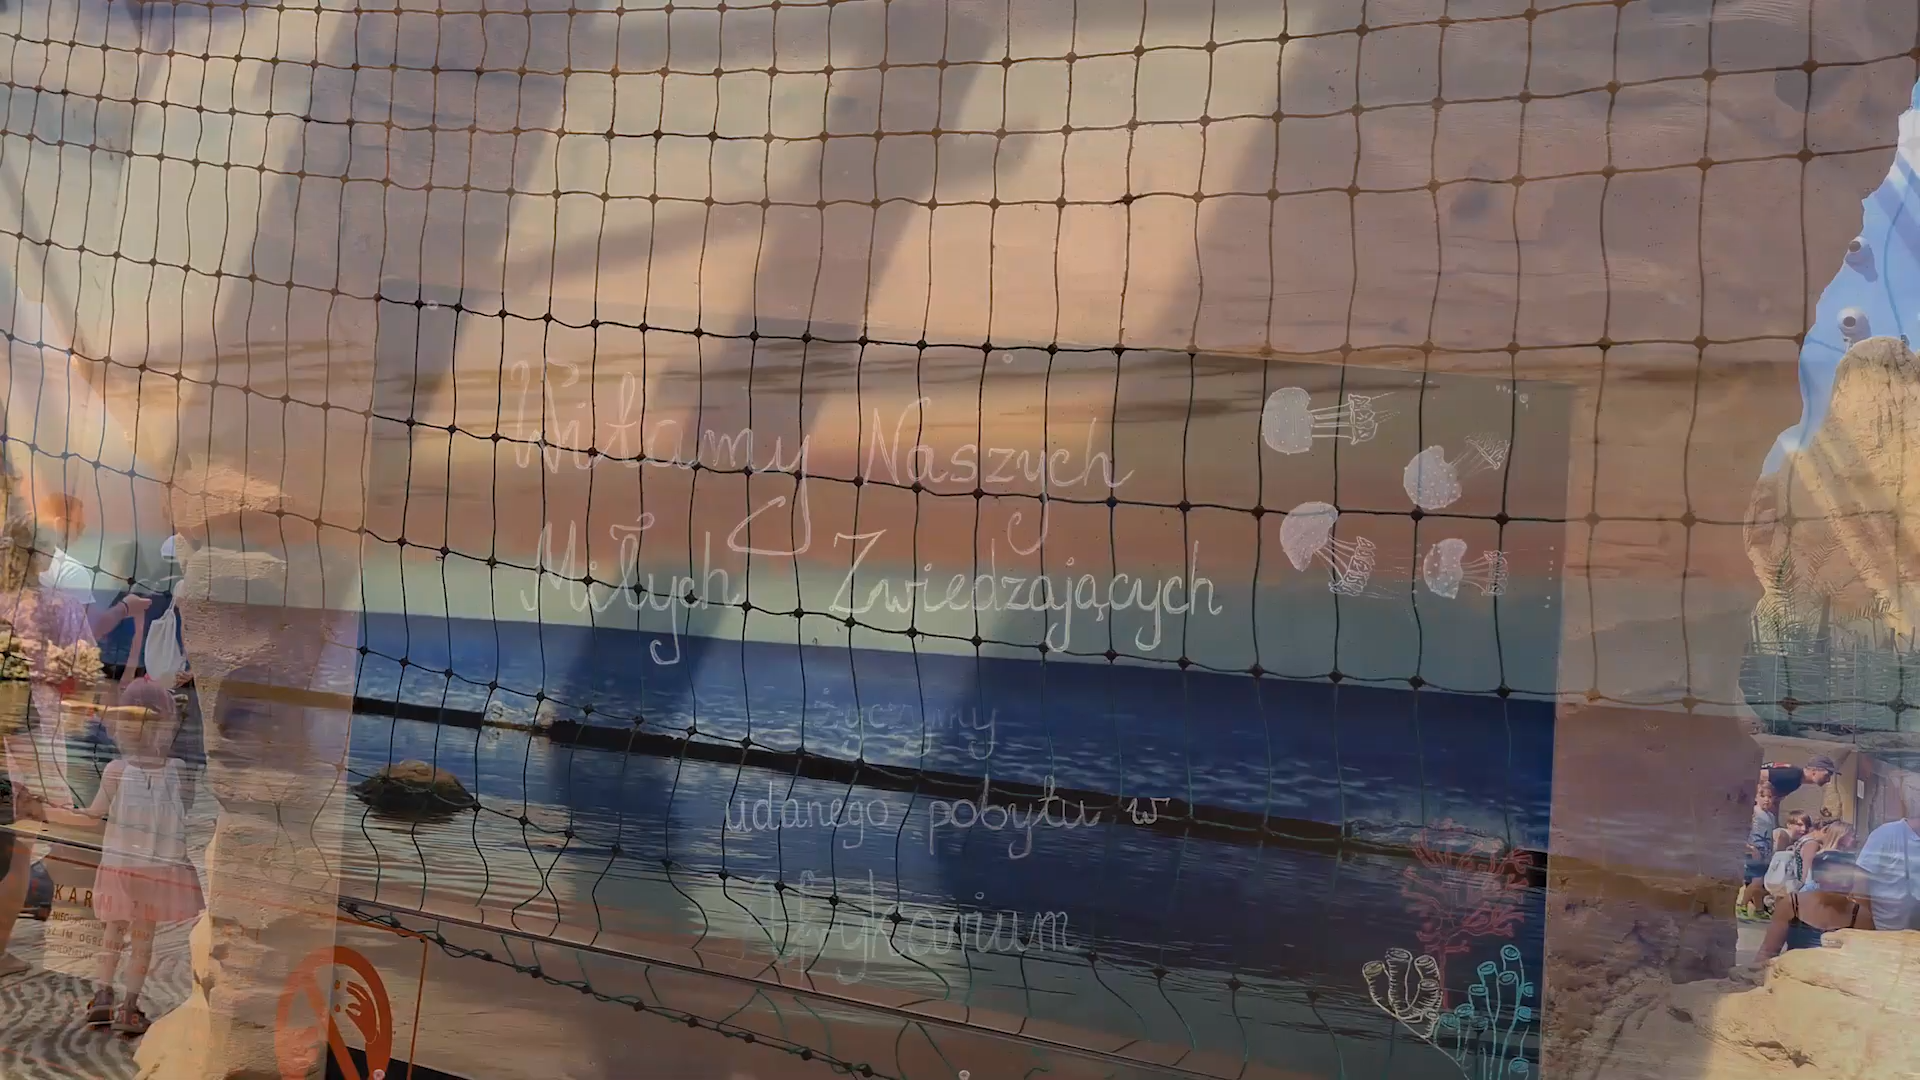 Witamy Naszych
Miłych Zwiedzających
życzymy
udanego pobytu w
Afrykarium